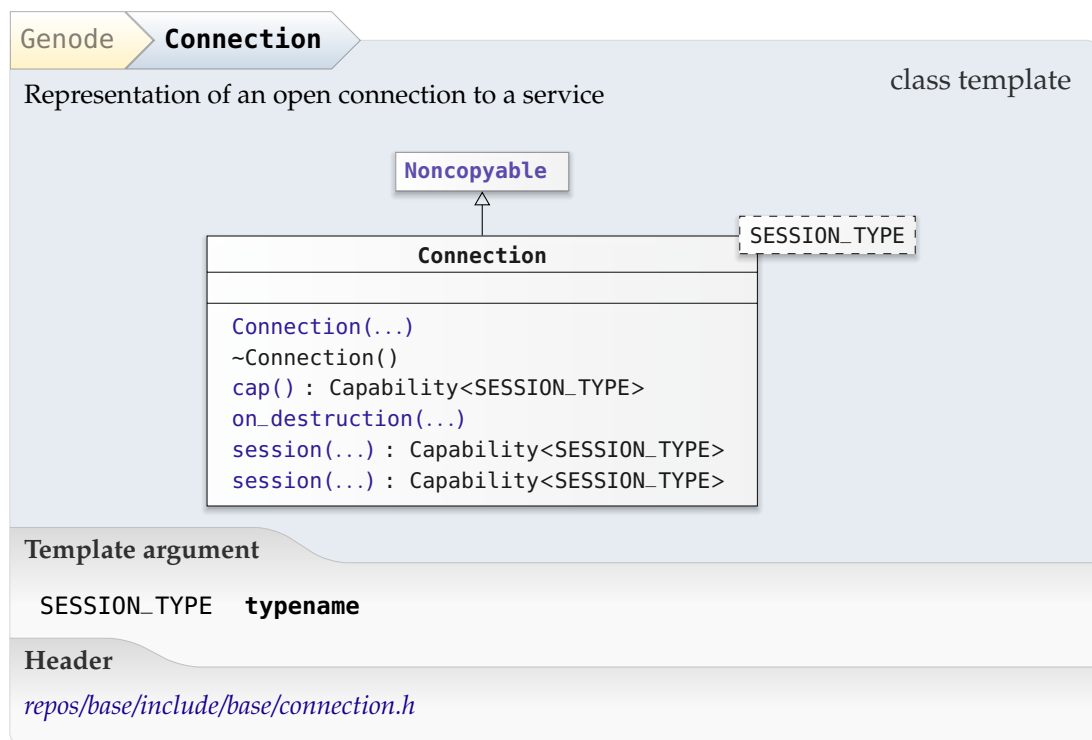 Genode Connection
class template
Representation of an open connection to a service
Noncopyable
SESSION_TYPE
Connection
Connection(...)
~Connection()
cap() : Capability<SESSION_TYPE>
on_destruction(...)
session(...) : Capability<SESSION_TYPE>
session(...) : Capability<SESSION_TYPE>
Template argument
SESSION_TYPE typename
Header
repos/base/include/base/connection.h